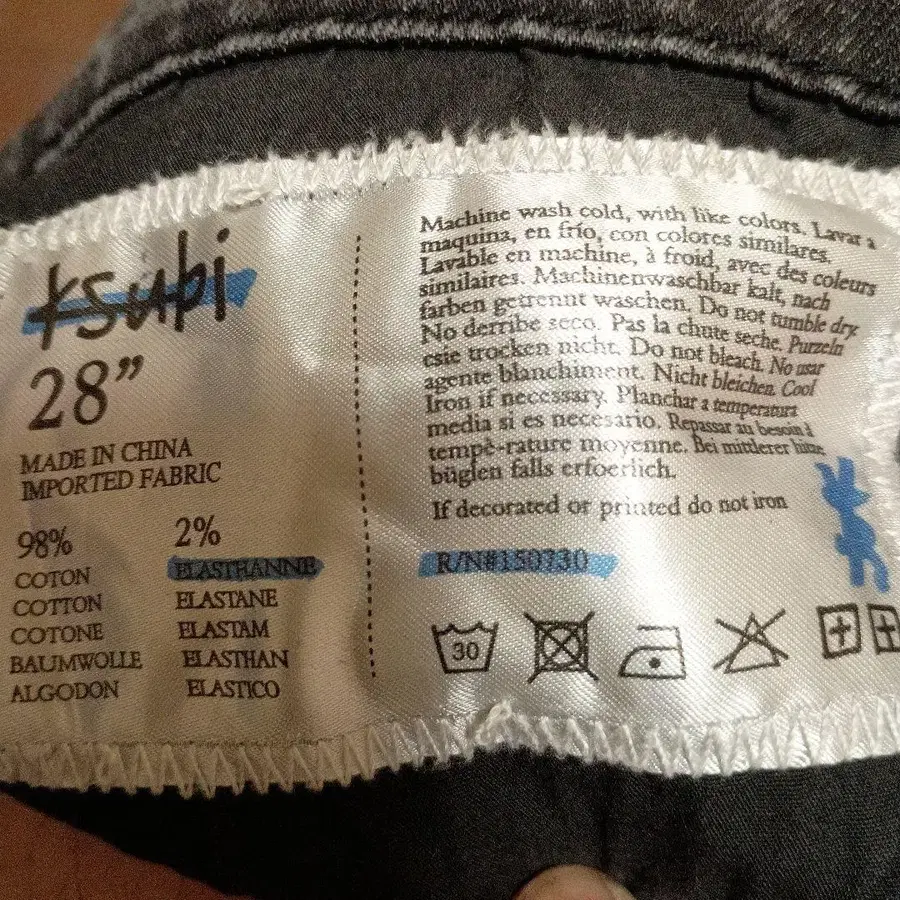 ksubi
28”
MADE IN CHINA
IMPORTED FABRIC
98%
COTON
COTTON
COTONE
BAUMWOLLE
ALGODON
2%
ELASTHANNE
ELASTANE
ELASTAM
ELASTHAN
ELASTICO
Machine wash cold, with like colors. Lavar a
maquina, en frío, con colores similares.
Lavable en machine, à froid, avec des couleurs
similaires. Machinenwaschbar kalt, nach
farben getrennt waschen. Do not tumble dry.
No derribe seco. Pas la chute seche. Purzeln
esie trocken nicht. Do not bleach. No usar
agente blanchiment. Nicht bleichen. Cool
Iron if necessary. Planchar a temperatura
media si es necesario. Repassar au besoin à
tempè-rature moyenne. Bei mittlerer hitze
büglen falls erfoerlich.
If decorated or printed do not iron
R/N#150730
30